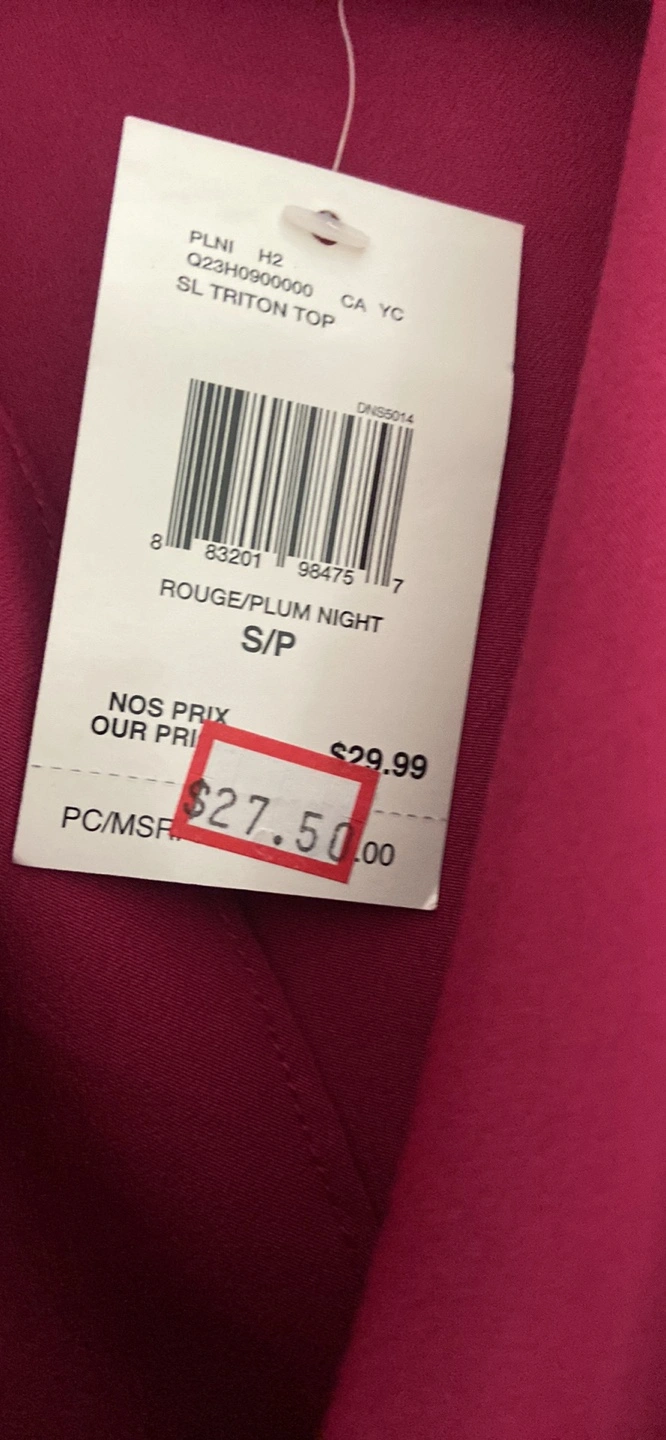 PLNI H2
Q23H0900000 CA YC
SL TRITON TOP
DNS5014
8 83201 98475 7
ROUGE/PLUM NIGHT
S/P
NOS PRIX
OUR PRI $29.99
$27.50
PC/MSR .00